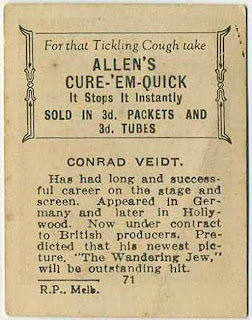 For that Tickling Cough take
ALLEN'S
CURE-'EM-QUICK
It Stops It Instantly
SOLD IN 3d. PACKETS AND
3d. TUBES
CONRAD VEIDT.
Has had long and success-
ful career on the stage and
screen. Appeared in Ger-
many and later in Holly-
wood. Now under contract
to British producers. Pre-
dicted that his newest pic-
ture, "The Wandering Jew,"
will be outstanding hit.
71
R.P., Melb.